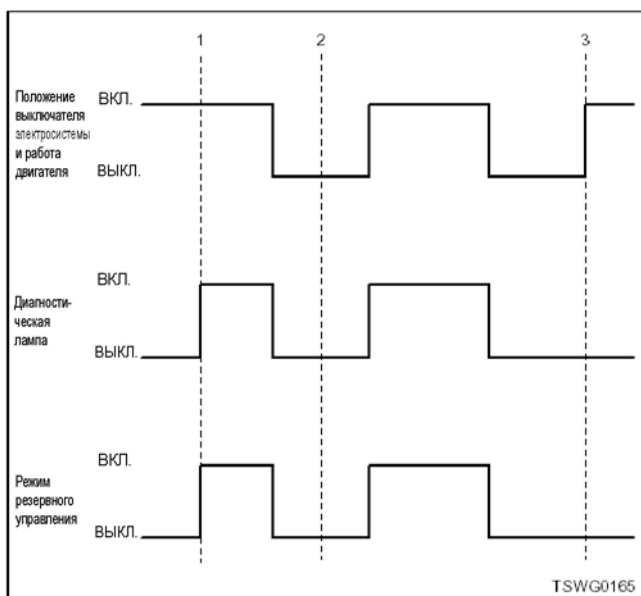 1 2 3
Положение
выключателя
электросистемы
и работа
двигателя
ВКЛ.
ВЫКЛ.
Диагности-
ческая
лампа
ВКЛ.
ВЫКЛ.
Режим
резервного
управления
ВКЛ.
ВЫКЛ.
TSWG0165